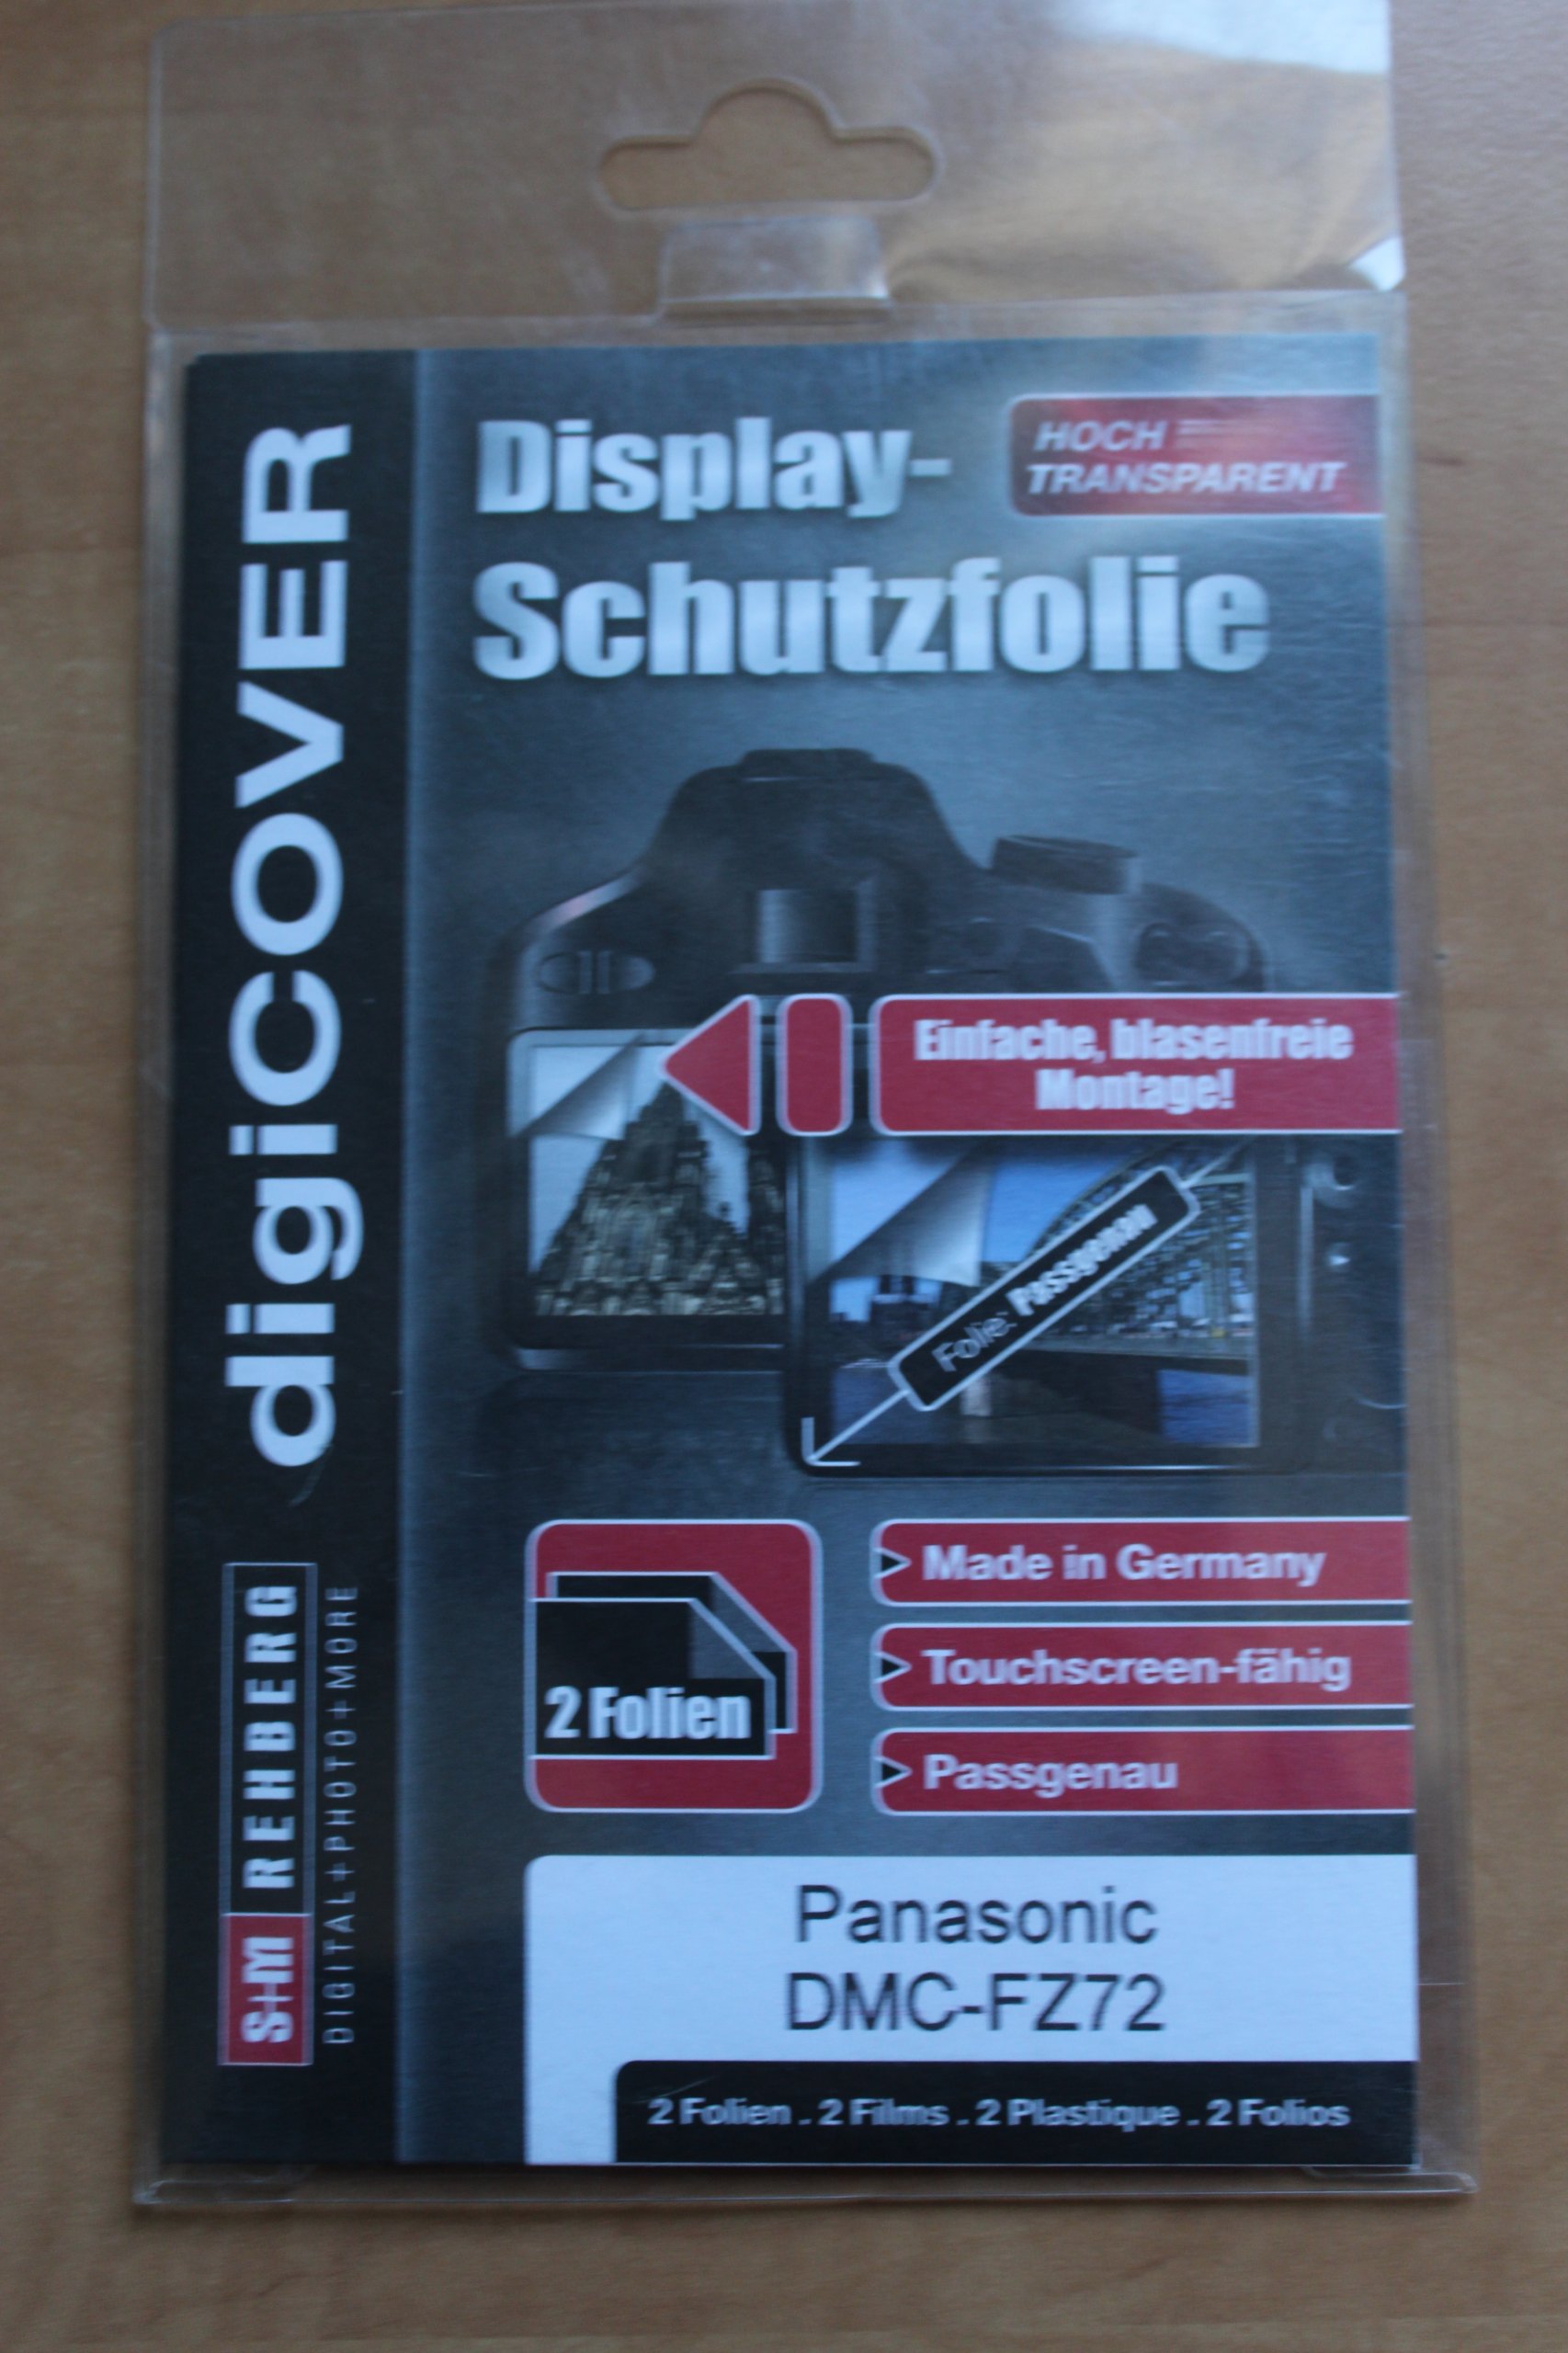 digiCOVER
S+M REHBERG
DIGITAL+PHOTO+MORE
Display-
Schutzfolie
HOCH
TRANSPARENT
Einfache, blasenfreie
Montage!
Folie: Passgenau
2 Folien
Made in Germany
Touchscreen-fähig
Passgenau
Panasonic
DMC-FZ72
2 Folien . 2 Films . 2 Plastique . 2 Folios